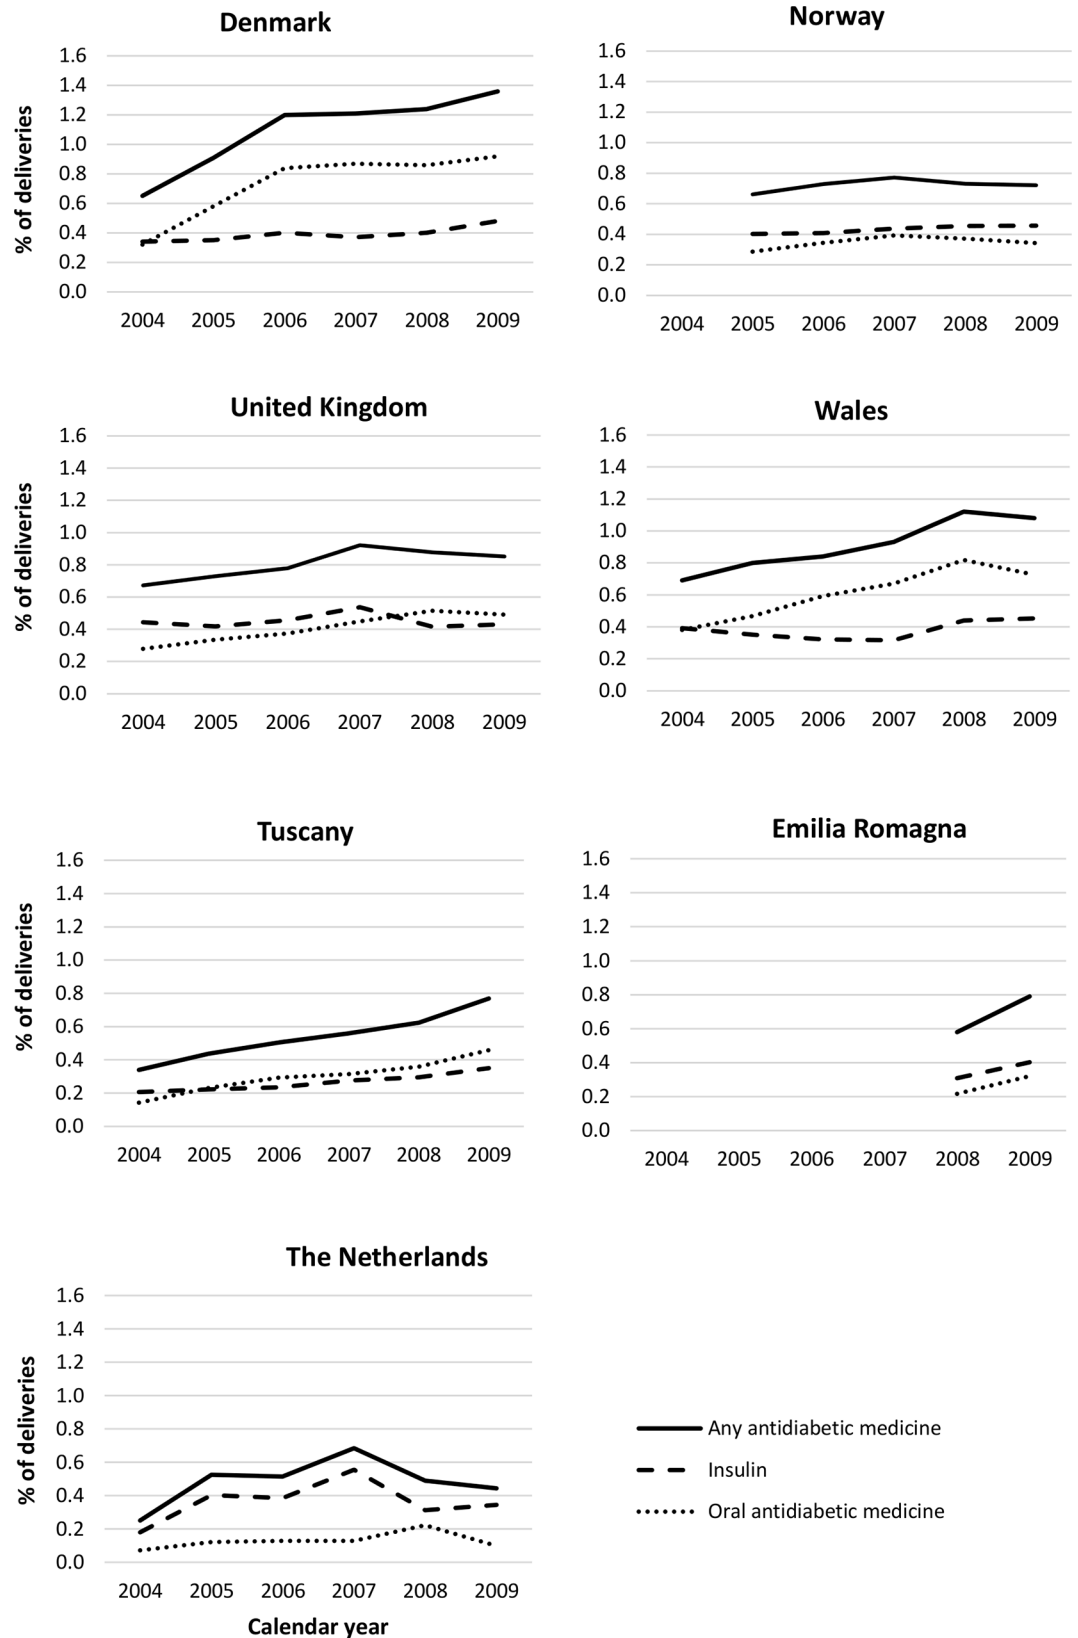 Denmark
% of deliveries
1.6
1.4
1.2
1.0
0.8
0.6
0.4
0.2
0.0
2004 2005 2006 2007 2008 2009
Norway
1.6
1.4
1.2
1.0
0.8
0.6
0.4
0.2
0.0
2004 2005 2006 2007 2008 2009
United Kingdom
% of deliveries
1.6
1.4
1.2
1.0
0.8
0.6
0.4
0.2
0.0
2004 2005 2006 2007 2008 2009
Wales
1.6
1.4
1.2
1.0
0.8
0.6
0.4
0.2
0.0
2004 2005 2006 2007 2008 2009
Tuscany
% of deliveries
1.6
1.4
1.2
1.0
0.8
0.6
0.4
0.2
0.0
2004 2005 2006 2007 2008 2009
Emilia Romagna
1.6
1.4
1.2
1.0
0.8
0.6
0.4
0.2
0.0
2004 2005 2006 2007 2008 2009
The Netherlands
% of deliveries
1.6
1.4
1.2
1.0
0.8
0.6
0.4
0.2
0.0
2004 2005 2006 2007 2008 2009
Calendar year
Any antidiabetic medicine
Insulin
Oral antidiabetic medicine